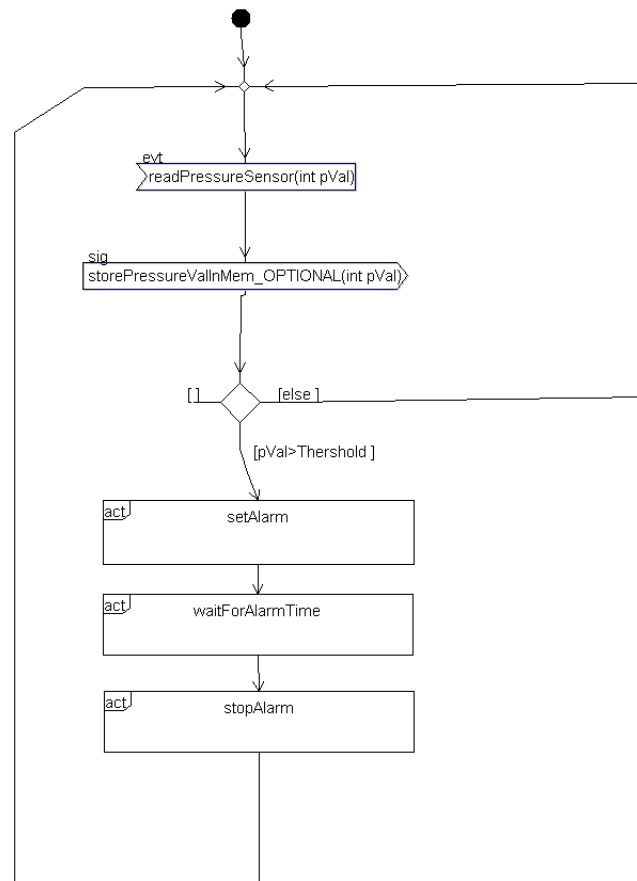 evt
readPressureSensor(int pVal)
sig
storePressureValInMem_OPTIONAL(int pVal)
[ ]
[else ]
[pVal>Thershold ]
act
setAlarm
act
waitForAlarmTime
act
stopAlarm